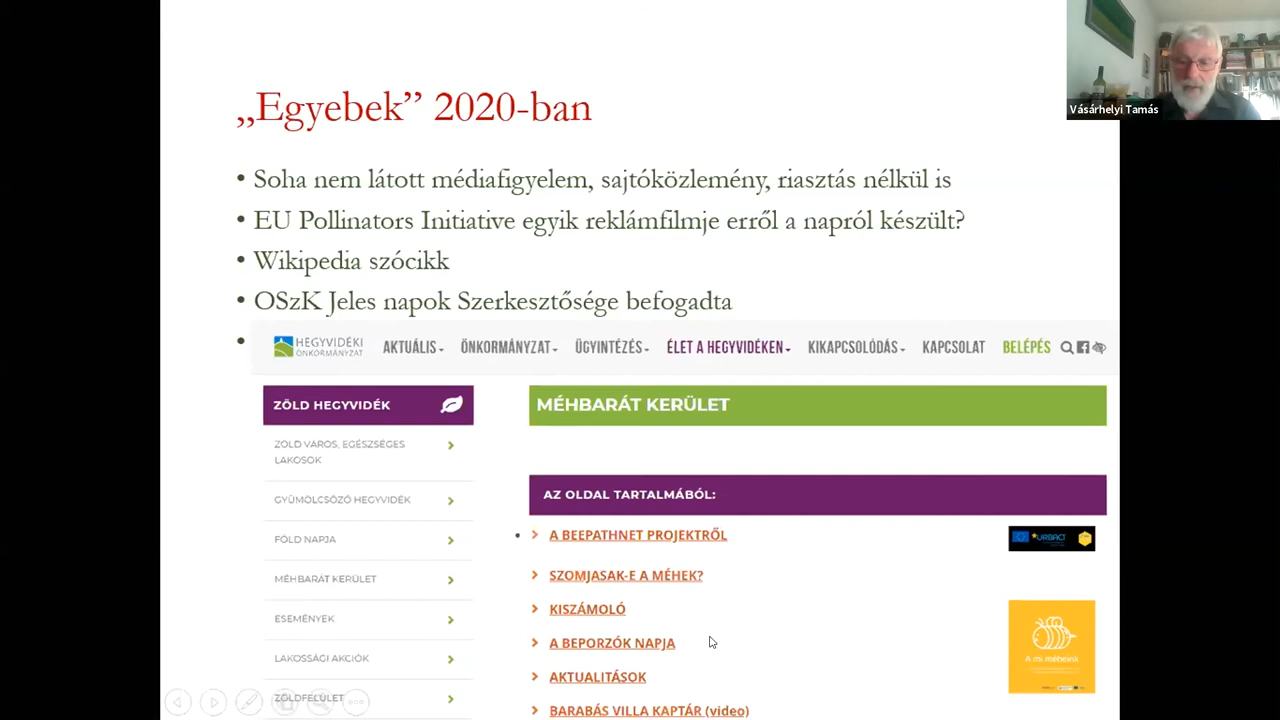 Vásárhelyi Tamás
„Egyebek” 2020-ban
• Soha nem látott médiafigyelem, sajtóközlemény, riasztás nélkül is
• EU Pollinators Initiative egyik reklámfilmje erről a napról készült?
• Wikipedia szócikk
• OSzK Jeles napok Szerkesztősége befogadta
HEGYVIDÉKI
ÖNKORMÁNYZAT
AKTUÁLIS ÖNKORMÁNYZAT ÜGYINTÉZÉS ÉLET A HEGYVIDÉKEN KIKAPCSOLÓDÁS KAPCSOLAT BELÉPÉS
ZÖLD HEGYVIDÉK
ZÖLD VÁROS, EGÉSZSÉGES
LAKOSOK
GYÜMÖLCSÖZŐ HEGYVIDÉK
FÖLD NAPJA
MÉHBARÁT KERÜLET
ESEMÉNYEK
LAKOSSÁGI AKCIÓK
ZÖLDFELÜLET
MÉHBARÁT KERÜLET
AZ OLDAL TARTALMÁBÓL:
A BEEPATHNET PROJEKTRŐL
URBACT
SZOMJASAK-E A MÉHEK?
KISZÁMOLÓ
A BEPORZÓK NAPJA
A mi méheink
AKTUALITÁSOK
BARABÁS VILLA KAPTÁR (video)